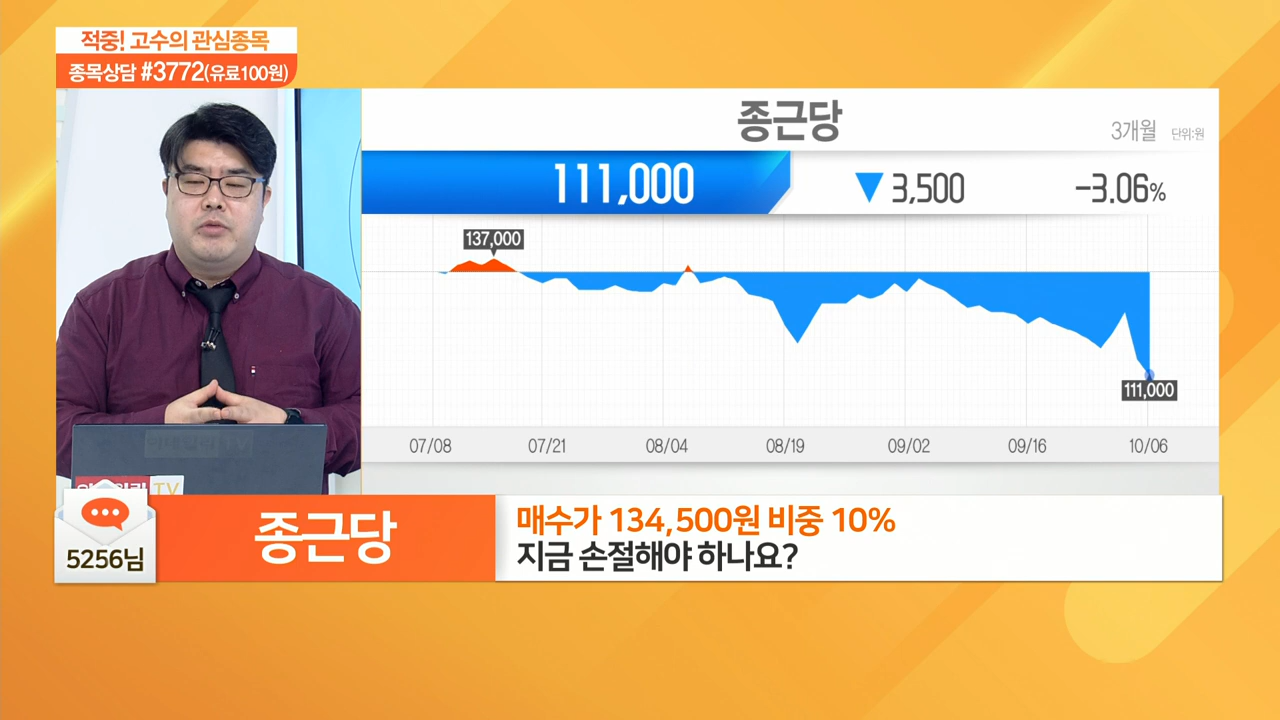 적중! 고수의 관심종목
종목상담 #3772(유료100원)
종근당
3개월 단위:원
111,000 ▼ 3,500 -3.06%
137,000
111,000
07/08 07/21 08/04 08/19 09/02 09/16 10/06
TV
5256님
종근당
매수가 134,500원 비중 10%
지금 손절해야 하나요?